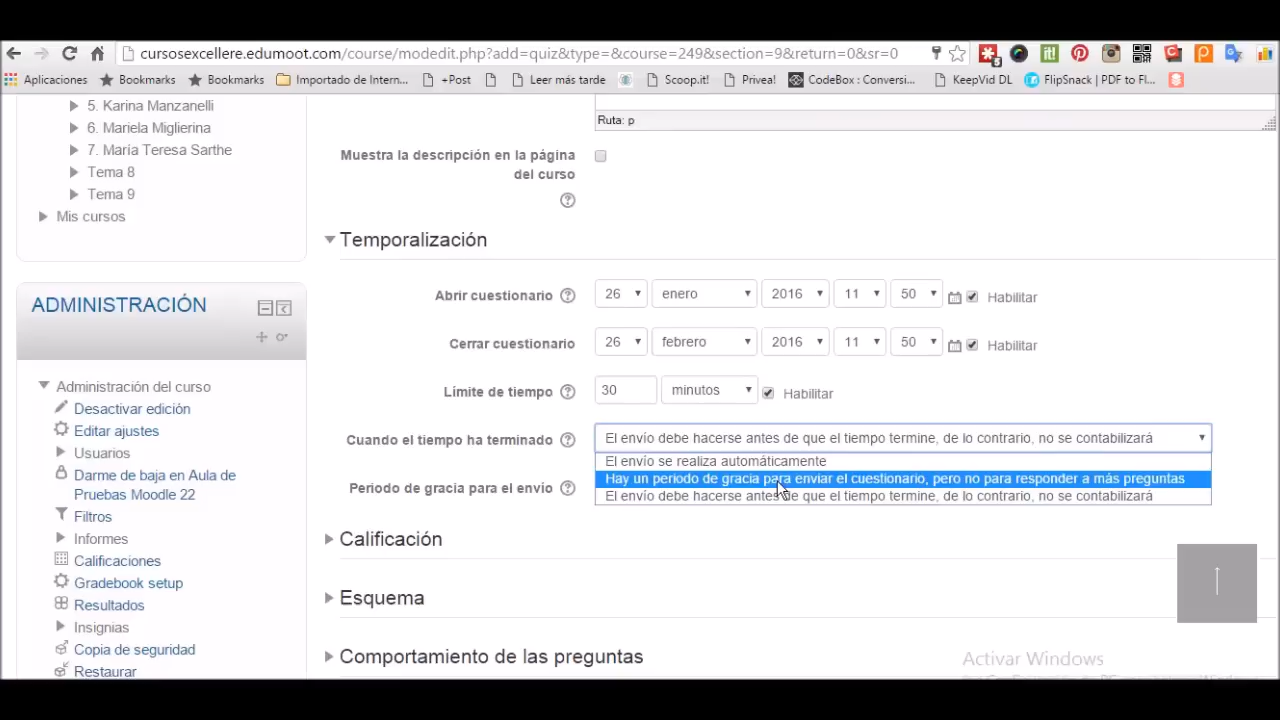 cursosexcellere.edumoot.com/course/modedit.php?add=quiz&type=&course=249&section=9&return=0&sr=0
Aplicaciones Bookmarks Bookmarks Importado de Intern... +Post Leer más tarde Scoop.it! Privea! CodeBox : Conversi... KeepVid DL FlipSnack | PDF to Fl...
5. Karina Manzanelli
6. Mariela Miglierina
7. María Teresa Sarthe
Tema 8
Tema 9
Mis cursos
ADMINISTRACIÓN
Administración del curso
Desactivar edición
Editar ajustes
Usuarios
Darme de baja en Aula de
Pruebas Moodle 22
Filtros
Informes
Calificaciones
Gradebook setup
Resultados
Insignias
Copia de seguridad
Restaurar
Ruta: p
Muestra la descripción en la página
del curso
Temporalización
Abrir cuestionario 26 enero 2016 11 50 Habilitar
Cerrar cuestionario 26 febrero 2016 11 50 Habilitar
Límite de tiempo 30 minutos Habilitar
Cuando el tiempo ha terminado El envío debe hacerse antes de que el tiempo termine, de lo contrario, no se contabilizará
El envío se realiza automáticamente
Hay un periodo de gracia para enviar el cuestionario, pero no para responder a más preguntas
El envío debe hacerse antes de que el tiempo termine, de lo contrario, no se contabilizará
Periodo de gracia para el envío
Calificación
Esquema
Comportamiento de las preguntas
Activar Windows